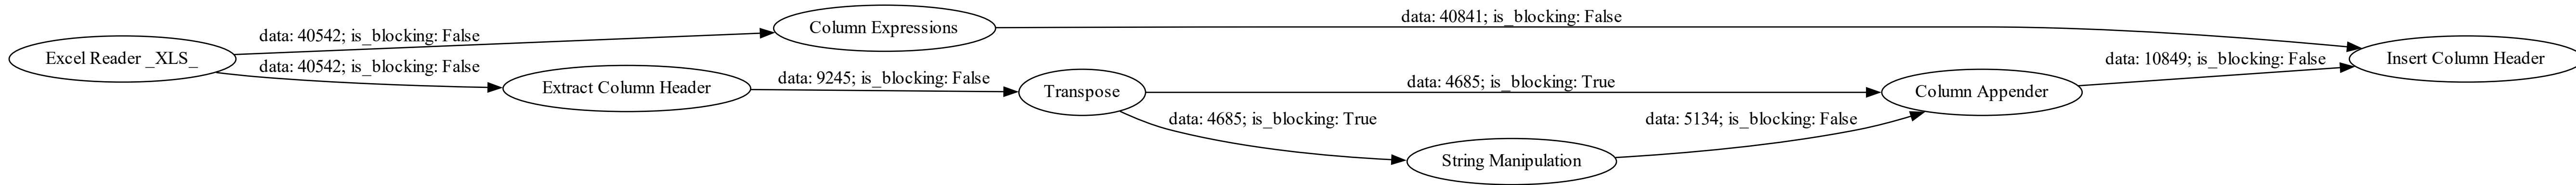 Excel Reader _XLS_
data: 40542; is_blocking: False
data: 40542; is_blocking: False
Column Expressions
Extract Column Header
data: 40841; is_blocking: False
data: 9245; is_blocking: False
Transpose
data: 4685; is_blocking: True
data: 4685; is_blocking: True
String Manipulation
data: 5134; is_blocking: False
Column Appender
data: 10849; is_blocking: False
Insert Column Header